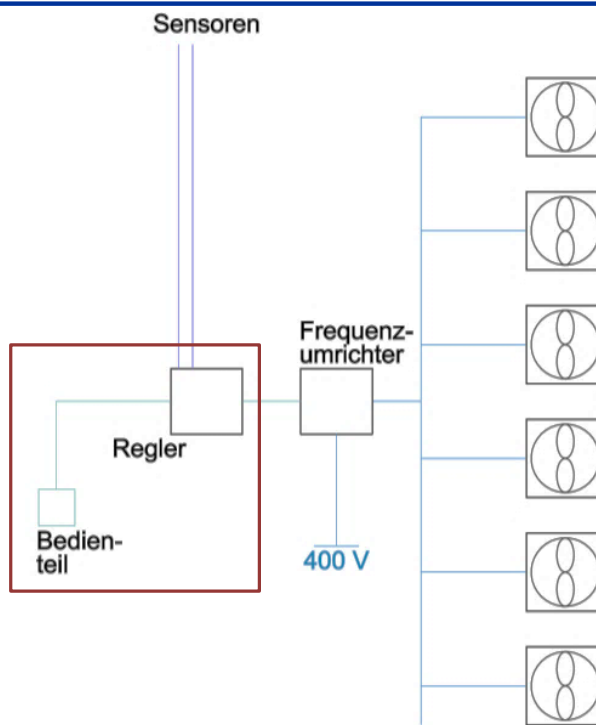 Sensoren
Frequenz-
umrichter
Regler
Bedien-
teil
400 V